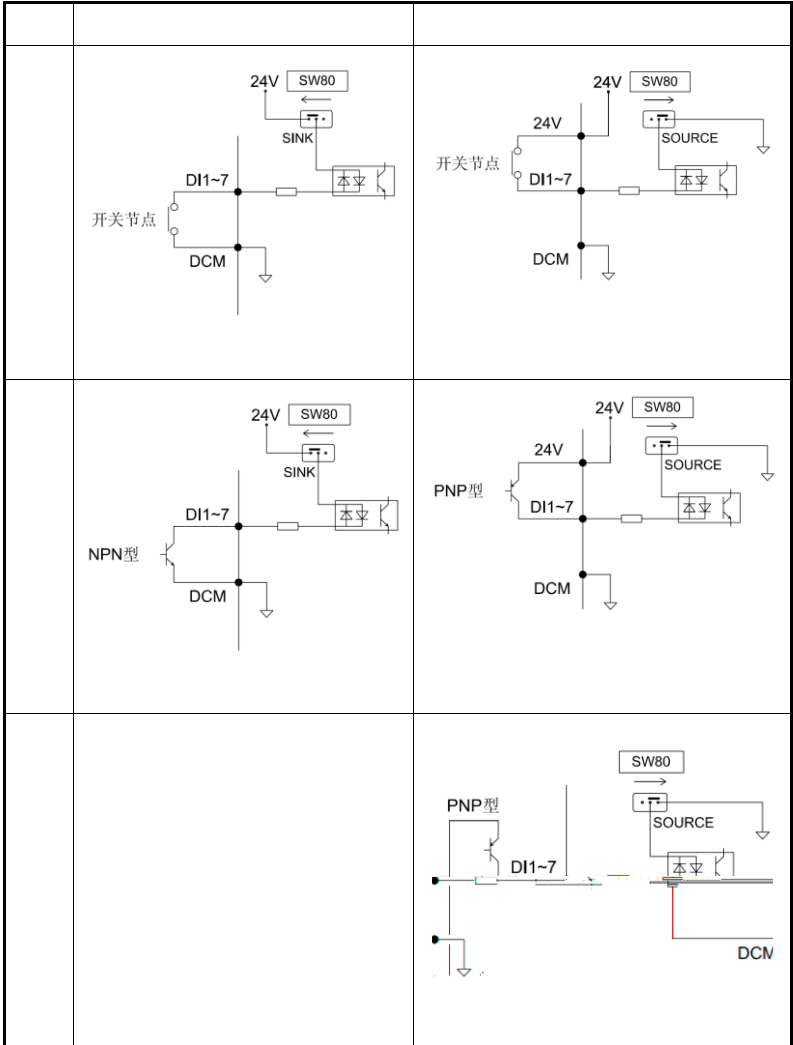 24V SW80
SINK
DI1~7
开关节点
DCM
24V SW80
24V
SOURCE
开关节点
DI1~7
DCM
24V SW80
SINK
DI1~7
NPN型
DCM
24V SW80
24V
SOURCE
PNP型
DI1~7
DCM
SW80
PNP型
SOURCE
DI1~7
DCM